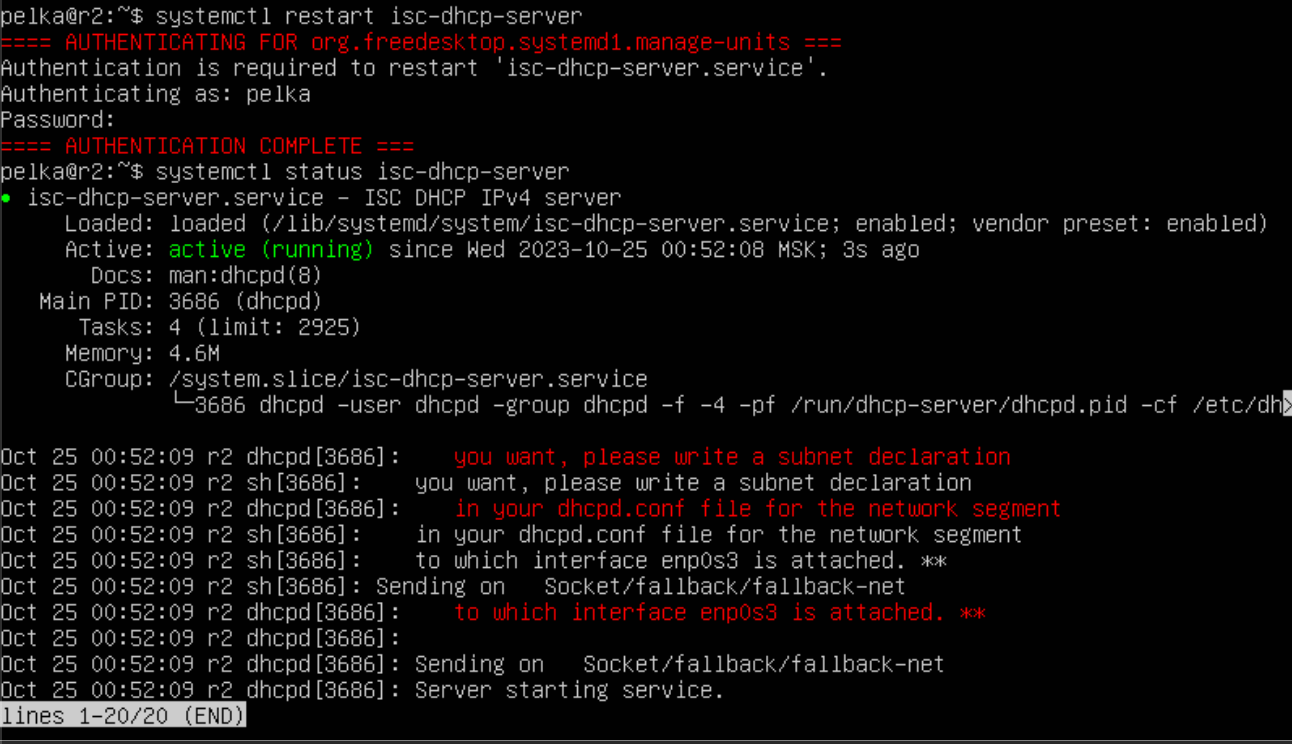 pelka@r2:~$ systemctl restart isc-dhcp-server
==== AUTHENTICATING FOR org.freedesktop.systemd1.manage-units ===
Authentication is required to restart 'isc-dhcp-server.service'.
Authenticating as: pelka
Password:
==== AUTHENTICATION COMPLETE ===
pelka@r2:~$ systemctl status isc-dhcp-server
● isc-dhcp-server.service - ISC DHCP IPv4 server
Loaded: loaded (/lib/systemd/system/isc-dhcp-server.service; enabled; vendor preset: enabled)
Active: active (running) since Wed 2023-10-25 00:52:08 MSK; 3s ago
Docs: man:dhcpd(8)
Main PID: 3686 (dhcpd)
Tasks: 4 (limit: 2925)
Memory: 4.6M
CGroup: /system.slice/isc-dhcp-server.service
└─3686 dhcpd -user dhcpd -group dhcpd -f -4 -pf /run/dhcp-server/dhcpd.pid -cf /etc/dh>
Oct 25 00:52:09 r2 dhcpd[3686]: you want, please write a subnet declaration
Oct 25 00:52:09 r2 sh[3686]: you want, please write a subnet declaration
Oct 25 00:52:09 r2 dhcpd[3686]: in your dhcpd.conf file for the network segment
Oct 25 00:52:09 r2 sh[3686]: in your dhcpd.conf file for the network segment
Oct 25 00:52:09 r2 sh[3686]: to which interface enp0s3 is attached. **
Oct 25 00:52:09 r2 sh[3686]: Sending on Socket/fallback/fallback-net
Oct 25 00:52:09 r2 dhcpd[3686]: to which interface enp0s3 is attached. **
Oct 25 00:52:09 r2 dhcpd[3686]:
Oct 25 00:52:09 r2 dhcpd[3686]: Sending on Socket/fallback/fallback-net
Oct 25 00:52:09 r2 dhcpd[3686]: Server starting service.
lines 1-20/20 (END)